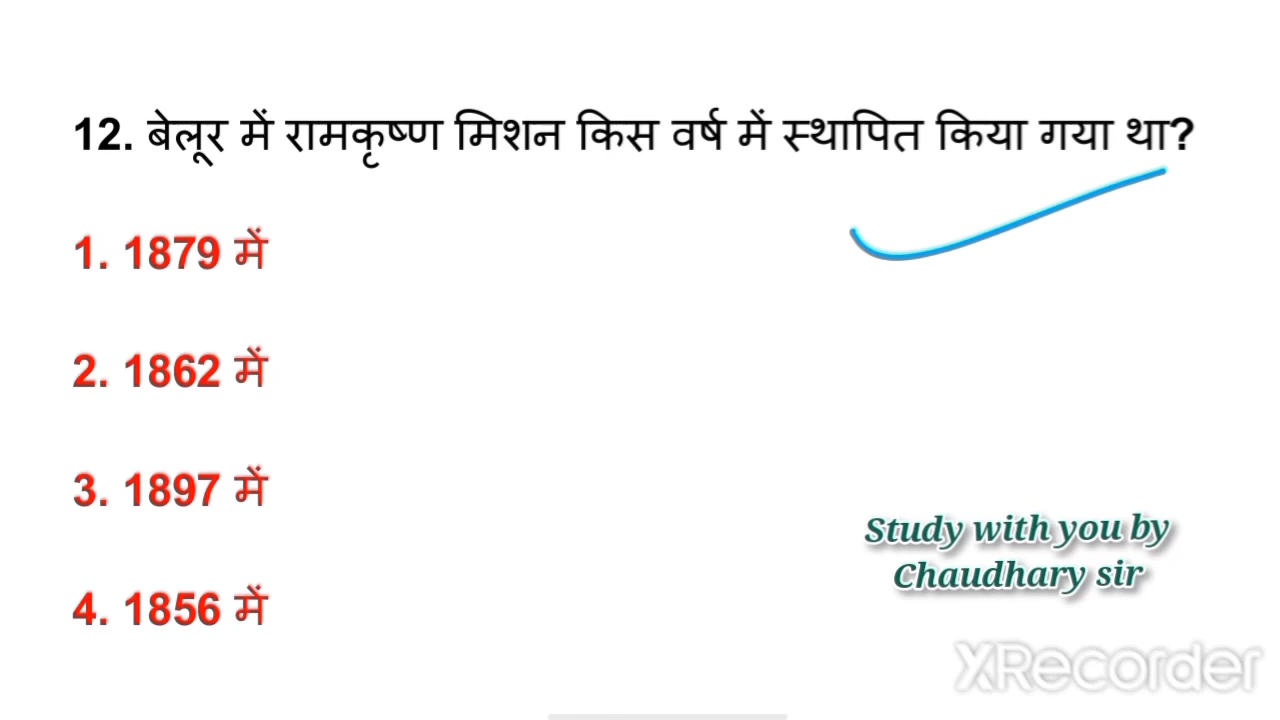 12. बेलूर में रामकृष्ण मिशन किस वर्ष में स्थापित किया गया था?
1. 1879 में
2. 1862 में
3. 1897 में
4. 1856 में
Study with you by
Chaudhary sir
XRecorder